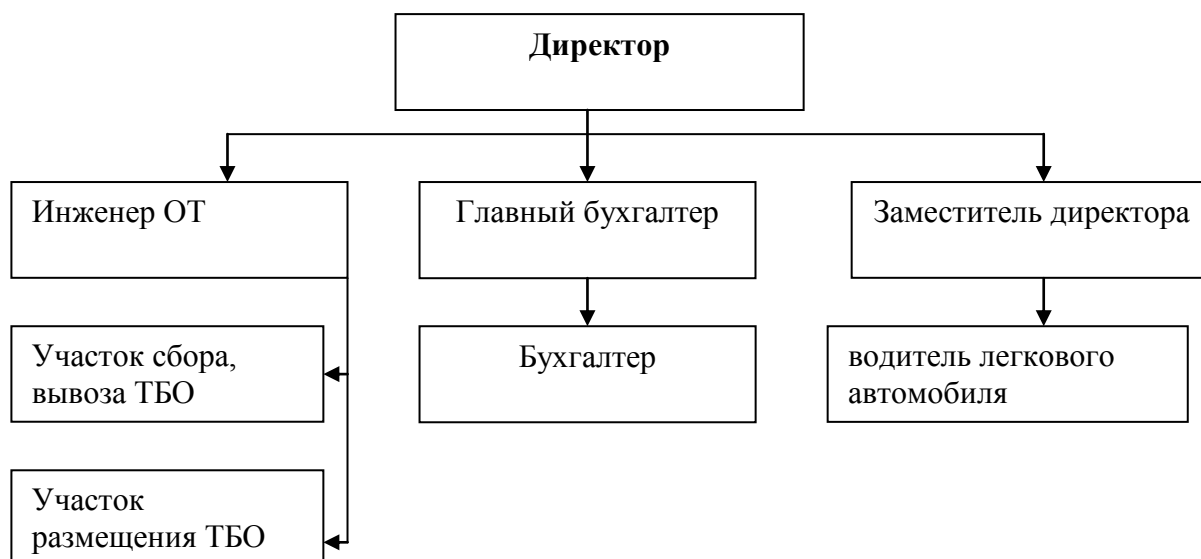 Директор
Инженер ОТ
Главный бухгалтер
Заместитель директора
Участок сбора,
вывоза ТБО
Бухгалтер
водитель легкового
автомобиля
Участок
размещения ТБО